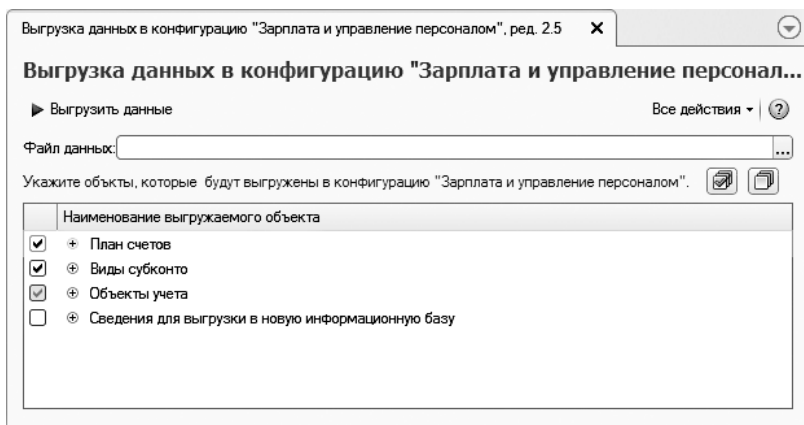 Выгрузка данных в конфигурацию "Зарплата и управление персоналом", ред. 2.5
Выгрузка данных в конфигурацию "Зарплата и управление персонал...
Выгрузить данные Все действия
Файл данных:
Укажите объкты, которые будут выгружены в конфигурацию "Зарплата и управление персоналом".
Наименование выгружаемого объекта
План счетов
Виды субконто
Объекты учета
Сведения для выгрузки в новую информационную базу